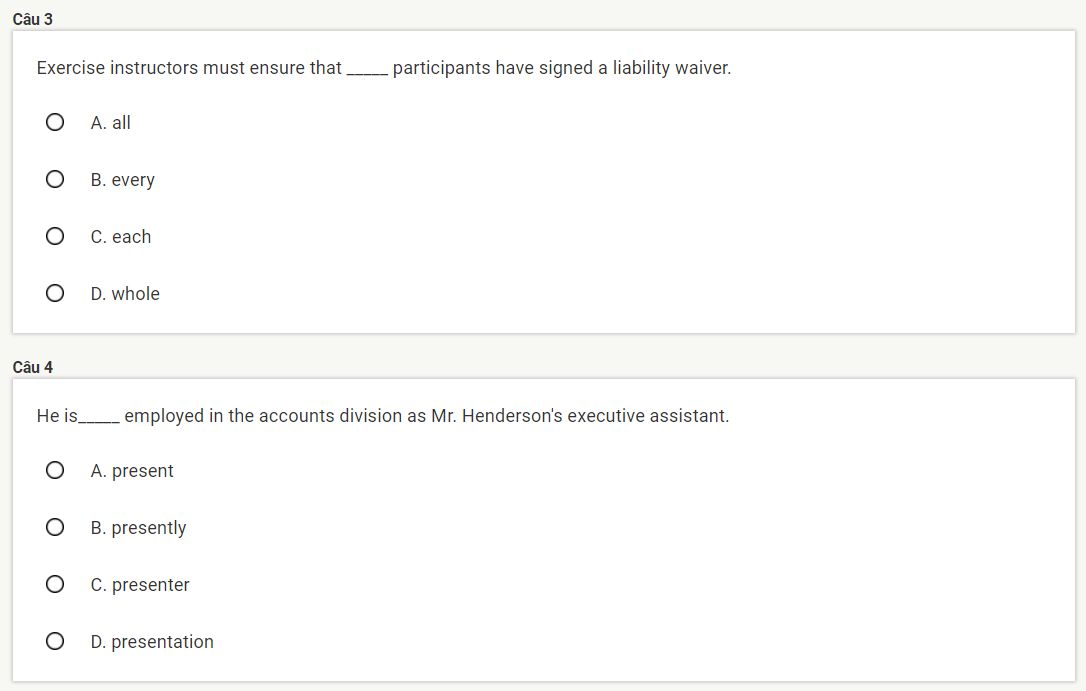 Câu 3
Exercise instructors must ensure that _____ participants have signed a liability waiver.
A. all
B. every
C. each
D. whole
Câu 4
He is_____ employed in the accounts division as Mr. Henderson's executive assistant.
A. present
B. presently
C. presenter
D. presentation